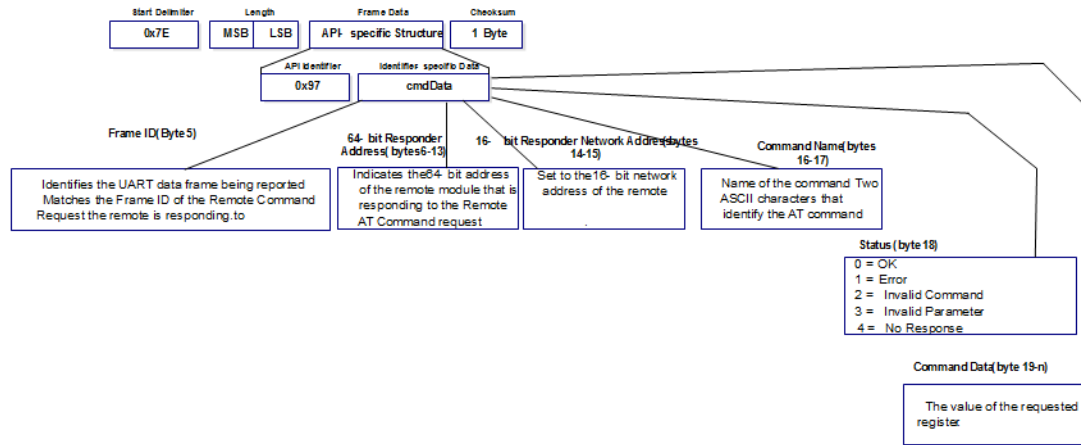 Start Delimiter
Length
Frame Data
Checksum
0x7E
MSB
LSB
API- specific Structure
1 Byte
API Identifier
Identifier- specific Data
0x97
cmdData
Frame ID(Byte 5)
Identifies the UART data frame being reported
Matches the Frame ID of the Remote Command
Request the remote is responding.to
64- bit Responder
Address( bytes6-13)
Indicates the64- bit address
of the remote module that is
responding to the Remote
AT Command request
16- bit Responder Network Address(bytes
14-15)
Set to the16- bit network
address of the remote
.
Command Name(bytes
16-17)
Name of the command Two
ASCII characters that
identify the AT command
Status (byte 18)
0 = OK
1 = Error
2 = Invalid Command
3 = Invalid Parameter
4 = No Response
Command Data(byte 19-n)
The value of the requested
register.